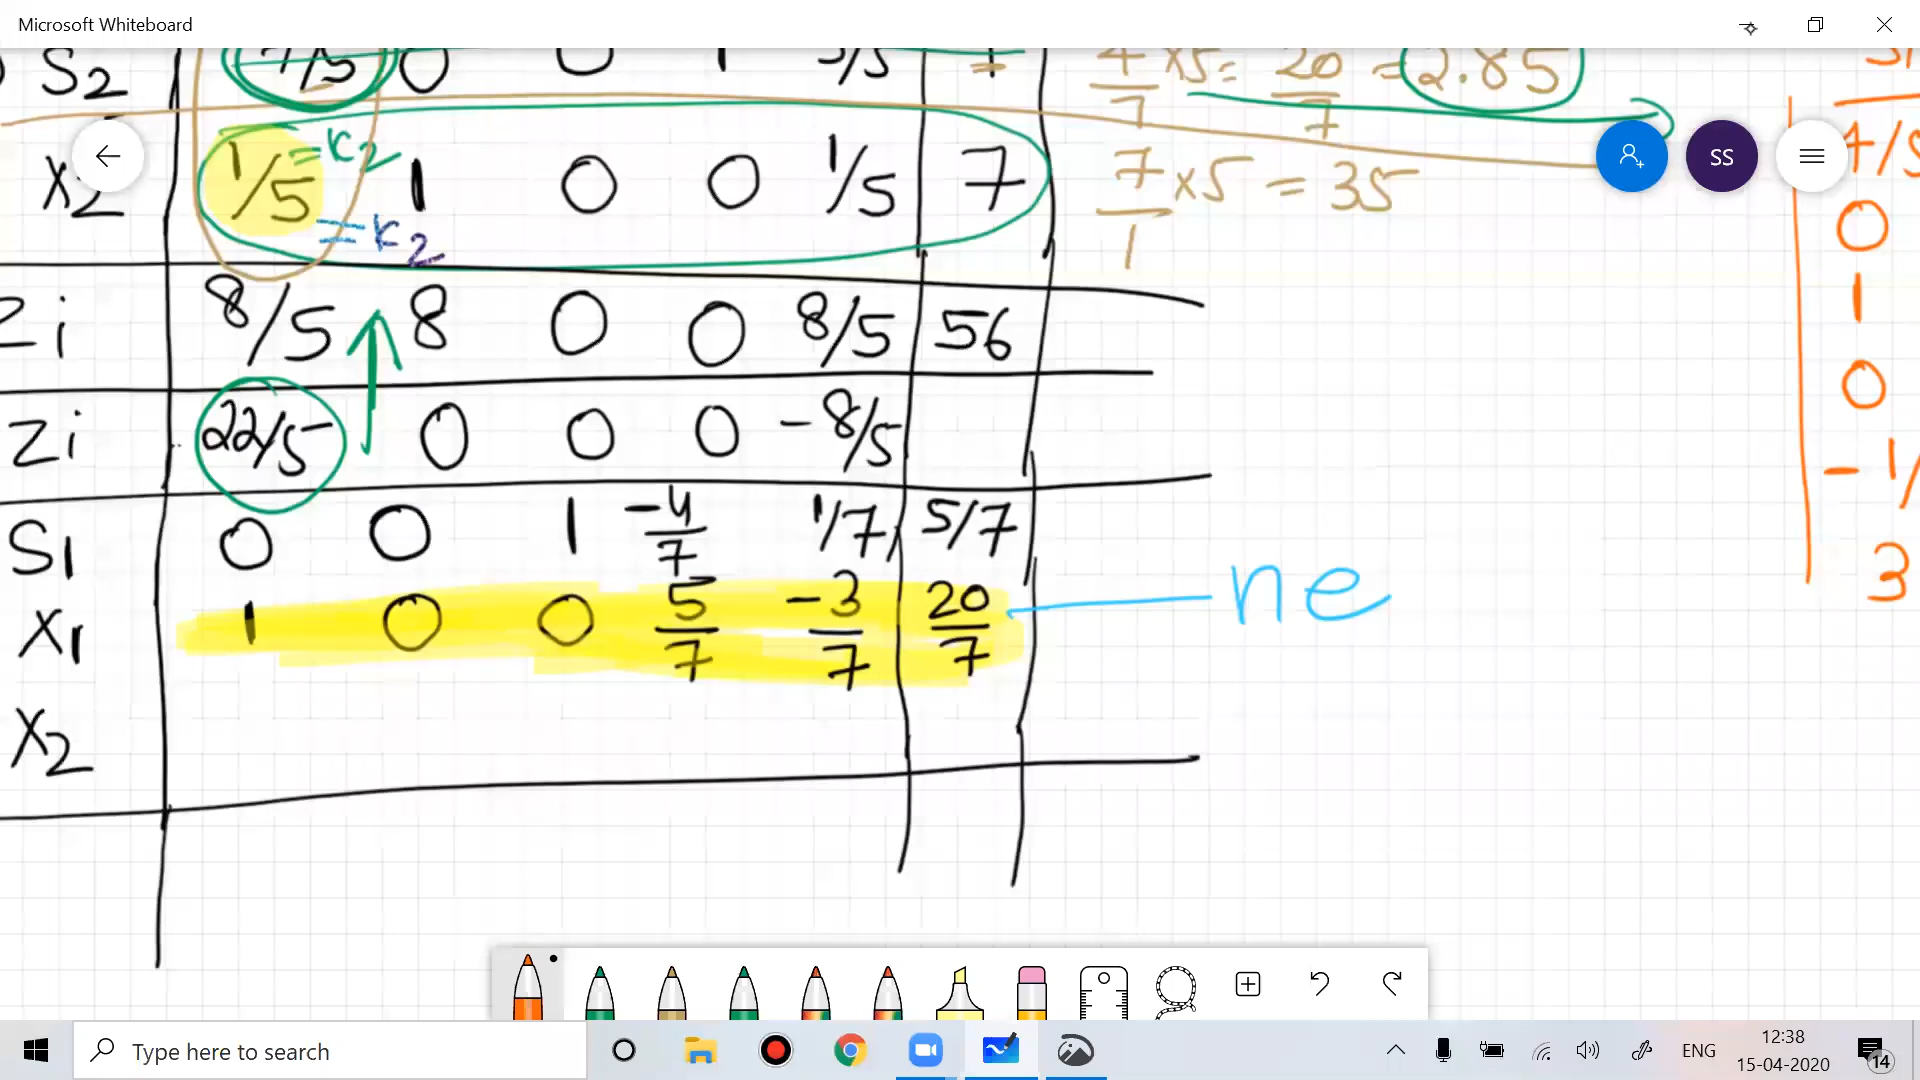 Microsoft Whiteboard
S2 7/5 0 0 1 3/5
4/7 x5= 20/7 =2.85
X2 1/5 =K2 1 0 0 1/5 7
=K2
7/1 x5 = 35
SS
4/5
0
1
0
3
Zi 8/5 8 0 0 8/5 56
Zi 22/5 0 0 0 -8/5
S1 0 0 1 -4/7 1/7 5/7
X1 1 0 0 5/7 -3/7 20/7
ne
X2
Type here to search
ENG
12:38
15-04-2020
14